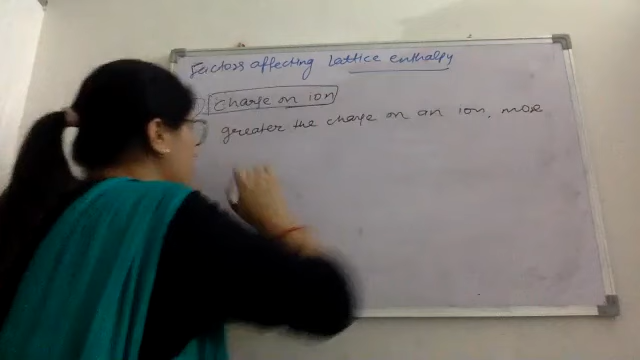 Factors affecting Lattice enthalpy
Charge on ion
greater the charge on an ion, more